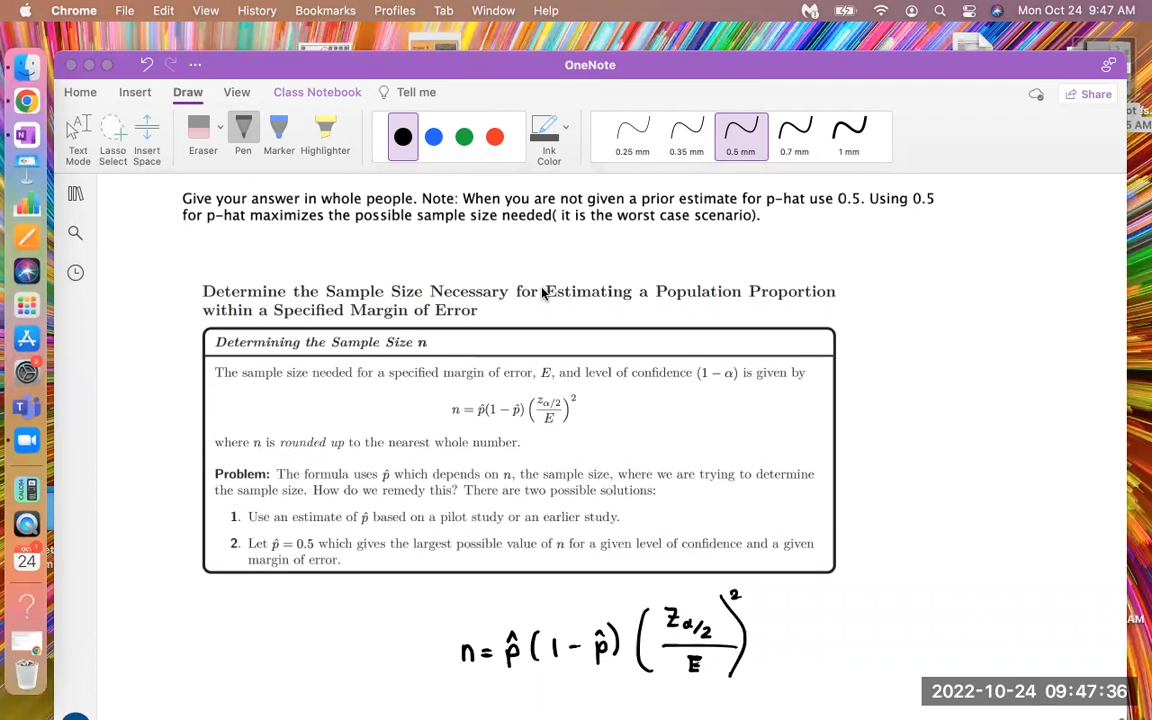 Chrome File Edit View History Bookmarks Profiles Tab Window Help Mon Oct 24 9:47 AM
OneNote
Home Insert Draw View Class Notebook Tell me Share
Text Mode
Lasso Select
Insert Space
Eraser
Pen
Marker
Highlighter
Ink Color
0.25 mm
0.35 mm
0.5 mm
0.7 mm
1 mm
Give your answer in whole people. Note: When you are not given a prior estimate for p-hat use 0.5. Using 0.5
for p-hat maximizes the possible sample size needed( it is the worst case scenario).
Determine the Sample Size Necessary for Estimating a Population Proportion
within a Specified Margin of Error
Determining the Sample Size n
The sample size needed for a specified margin of error, E, and level of confidence (1 − α) is given by
n = p̂(1 − p̂) (z_{α/2}/E)²
where n is rounded up to the nearest whole number.
Problem: The formula uses p̂ which depends on n, the sample size, where we are trying to determine
the sample size. How do we remedy this? There are two possible solutions:
1. Use an estimate of p̂ based on a pilot study or an earlier study.
2. Let p̂ = 0.5 which gives the largest possible value of n for a given level of confidence and a given
margin of error.
n = p̂ (1 − p̂) (z_{α/2}/E)²
2022-10-24 09:47:36
OCT
24